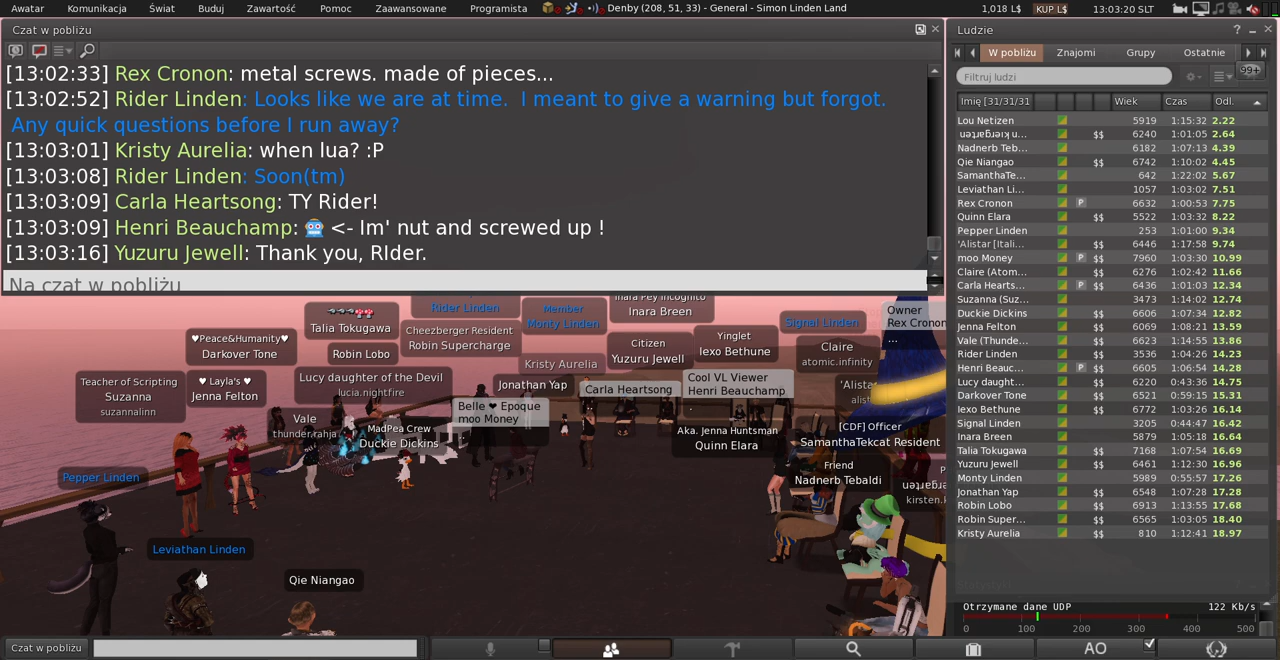 Awatar Komunikacja Świat Buduj Zawartość Pomoc Zaawansowane Programista Denby (208, 51, 33) - General - Simon Linden Land 1,018 L$ KUP L$ 13:03:20 SLT
Czat w pobliżu
[13:02:33] Rex Cronon: metal screws. made of pieces...
[13:02:52] Rider Linden: Looks like we are at time.  I meant to give a warning but forgot.
Any quick questions before I run away?
[13:03:01] Kristy Aurelia: when lua? :P
[13:03:08] Rider Linden: Soon(tm)
[13:03:09] Carla Heartsong: TY Rider!
[13:03:09] Henri Beauchamp: 🤖 <- Im' nut and screwed up !
[13:03:16] Yuzuru Jewell: Thank you, RIder.
Na czat w pobliżu
Rider Linden
Member
Monty Linden
Inara Pey Incognito
Inara Breen
Signal Linden
Owner
Rex Cronon
...
Talia Tokugawa
Cheezberger Resident
Robin Supercharge
♥Peace&Humanity♥
Darkover Tone
Robin Lobo
Kristy Aurelia
Citizen
Yuzuru Jewell
Yinglet
Iexo Bethune
Claire
atomic.infinity
Teacher of Scripting
Suzanna
suzannalinn
♥ Layla's ♥
Jenna Felton
Lucy daughter of the Devil
lucia.nightfire
Jonathan Yap
Carla Heartsong
..
Cool VL Viewer
Henri Beauchamp
.
'Alista
alist
Vale
thunder.rahja
MadPea Crew
Duckie Dickins
Belle ❤ Epoque
moo Money
Aka. Jenna Huntsman
Quinn Elara
[CDF] Officer
SamanthaTekcat Resident
Friend
Nadnerb Tebaldi
kirsten.k
Pepper Linden
Leviathan Linden
Qie Niangao
Czat w pobliżu
Ludzie
? _ ×
W pobliżu Znajomi Grupy Ostatnie
99+
Filtruj ludzi
Imię [31/31/31 Wiek Czas Odl.
Lou Netizen 5919 1:15:32 2.22
$$ 6240 1:01:05 2.64
Nadnerb Teb... 6182 1:07:13 4.39
Qie Niangao $$ 6742 1:10:02 4.45
SamanthaTe... 642 1:22:02 5.67
Leviathan Li... 1057 1:03:02 7.51
Rex Cronon P 6632 1:00:53 7.75
Quinn Elara $$ 5522 1:03:32 8.22
Pepper Linden 253 1:01:00 9.34
'Alistar [Itali... $$ 6446 1:17:58 9.74
moo Money P $$ 7960 1:03:30 10.99
Claire (Atom... $$ 6276 1:02:42 11.66
Carla Hearts... P $$ 6436 1:01:03 12.34
Suzanna (Suz... 3473 1:14:02 12.74
Duckie Dickins $$ 6606 1:07:34 12.82
Jenna Felton $$ 6069 1:08:21 13.59
Vale (Thunde... $$ 6623 1:14:55 13.86
Rider Linden $$ 3536 1:04:26 14.23
Henri Beauc... P $$ 6605 1:06:54 14.28
Lucy daught... $$ 6220 0:43:36 14.75
Darkover Tone $$ 6521 0:59:15 15.31
Iexo Bethune $$ 6772 1:03:26 16.14
Signal Linden 3205 0:44:47 16.42
Inara Breen 5879 1:05:18 16.64
Talia Tokugawa $$ 7168 1:07:54 16.69
Yuzuru Jewell $$ 6461 1:12:30 16.96
Monty Linden 5989 0:55:57 17.26
Jonathan Yap $$ 6548 1:07:28 17.28
Robin Lobo $$ 6913 1:13:55 17.68
Robin Super... $$ 6565 1:03:05 18.40
Kristy Aurelia 810 1:12:41 18.97
Otrzymane dane UDP 122 Kb/s
0 100 200 300 400 500
AO